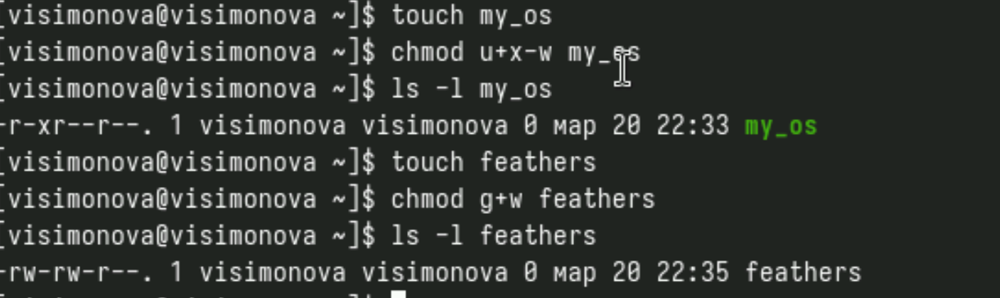 [visimonova@visimonova ~]$ touch my_os
[visimonova@visimonova ~]$ chmod u+x-w my_os
[visimonova@visimonova ~]$ ls -l my_os
-r-xr--r--. 1 visimonova visimonova 0 мар 20 22:33 my_os
[visimonova@visimonova ~]$ touch feathers
[visimonova@visimonova ~]$ chmod g+w feathers
[visimonova@visimonova ~]$ ls -l feathers
-rw-rw-r--. 1 visimonova visimonova 0 мар 20 22:35 feathers